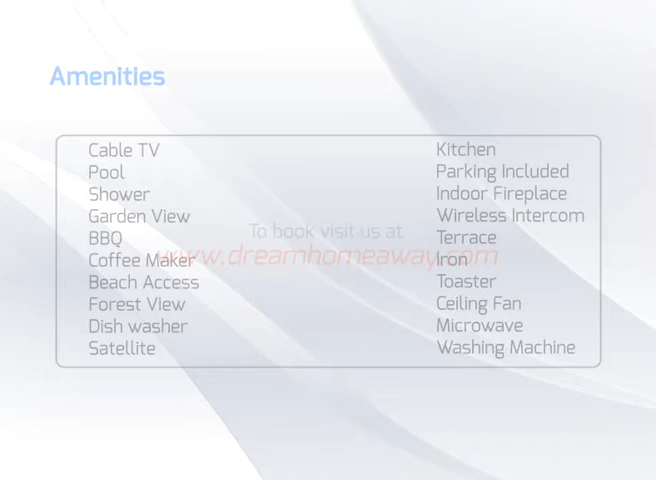 Amenities
Cable TV
Pool
Shower
Garden View
BBQ
Coffee Maker
Beach Access
Forest View
Dish washer
Satellite
To book visit us at
www.dreamhomeaway.com
Kitchen
Parking Included
Indoor Fireplace
Wireless Intercom
Terrace
Iron
Toaster
Ceiling Fan
Microwave
Washing Machine